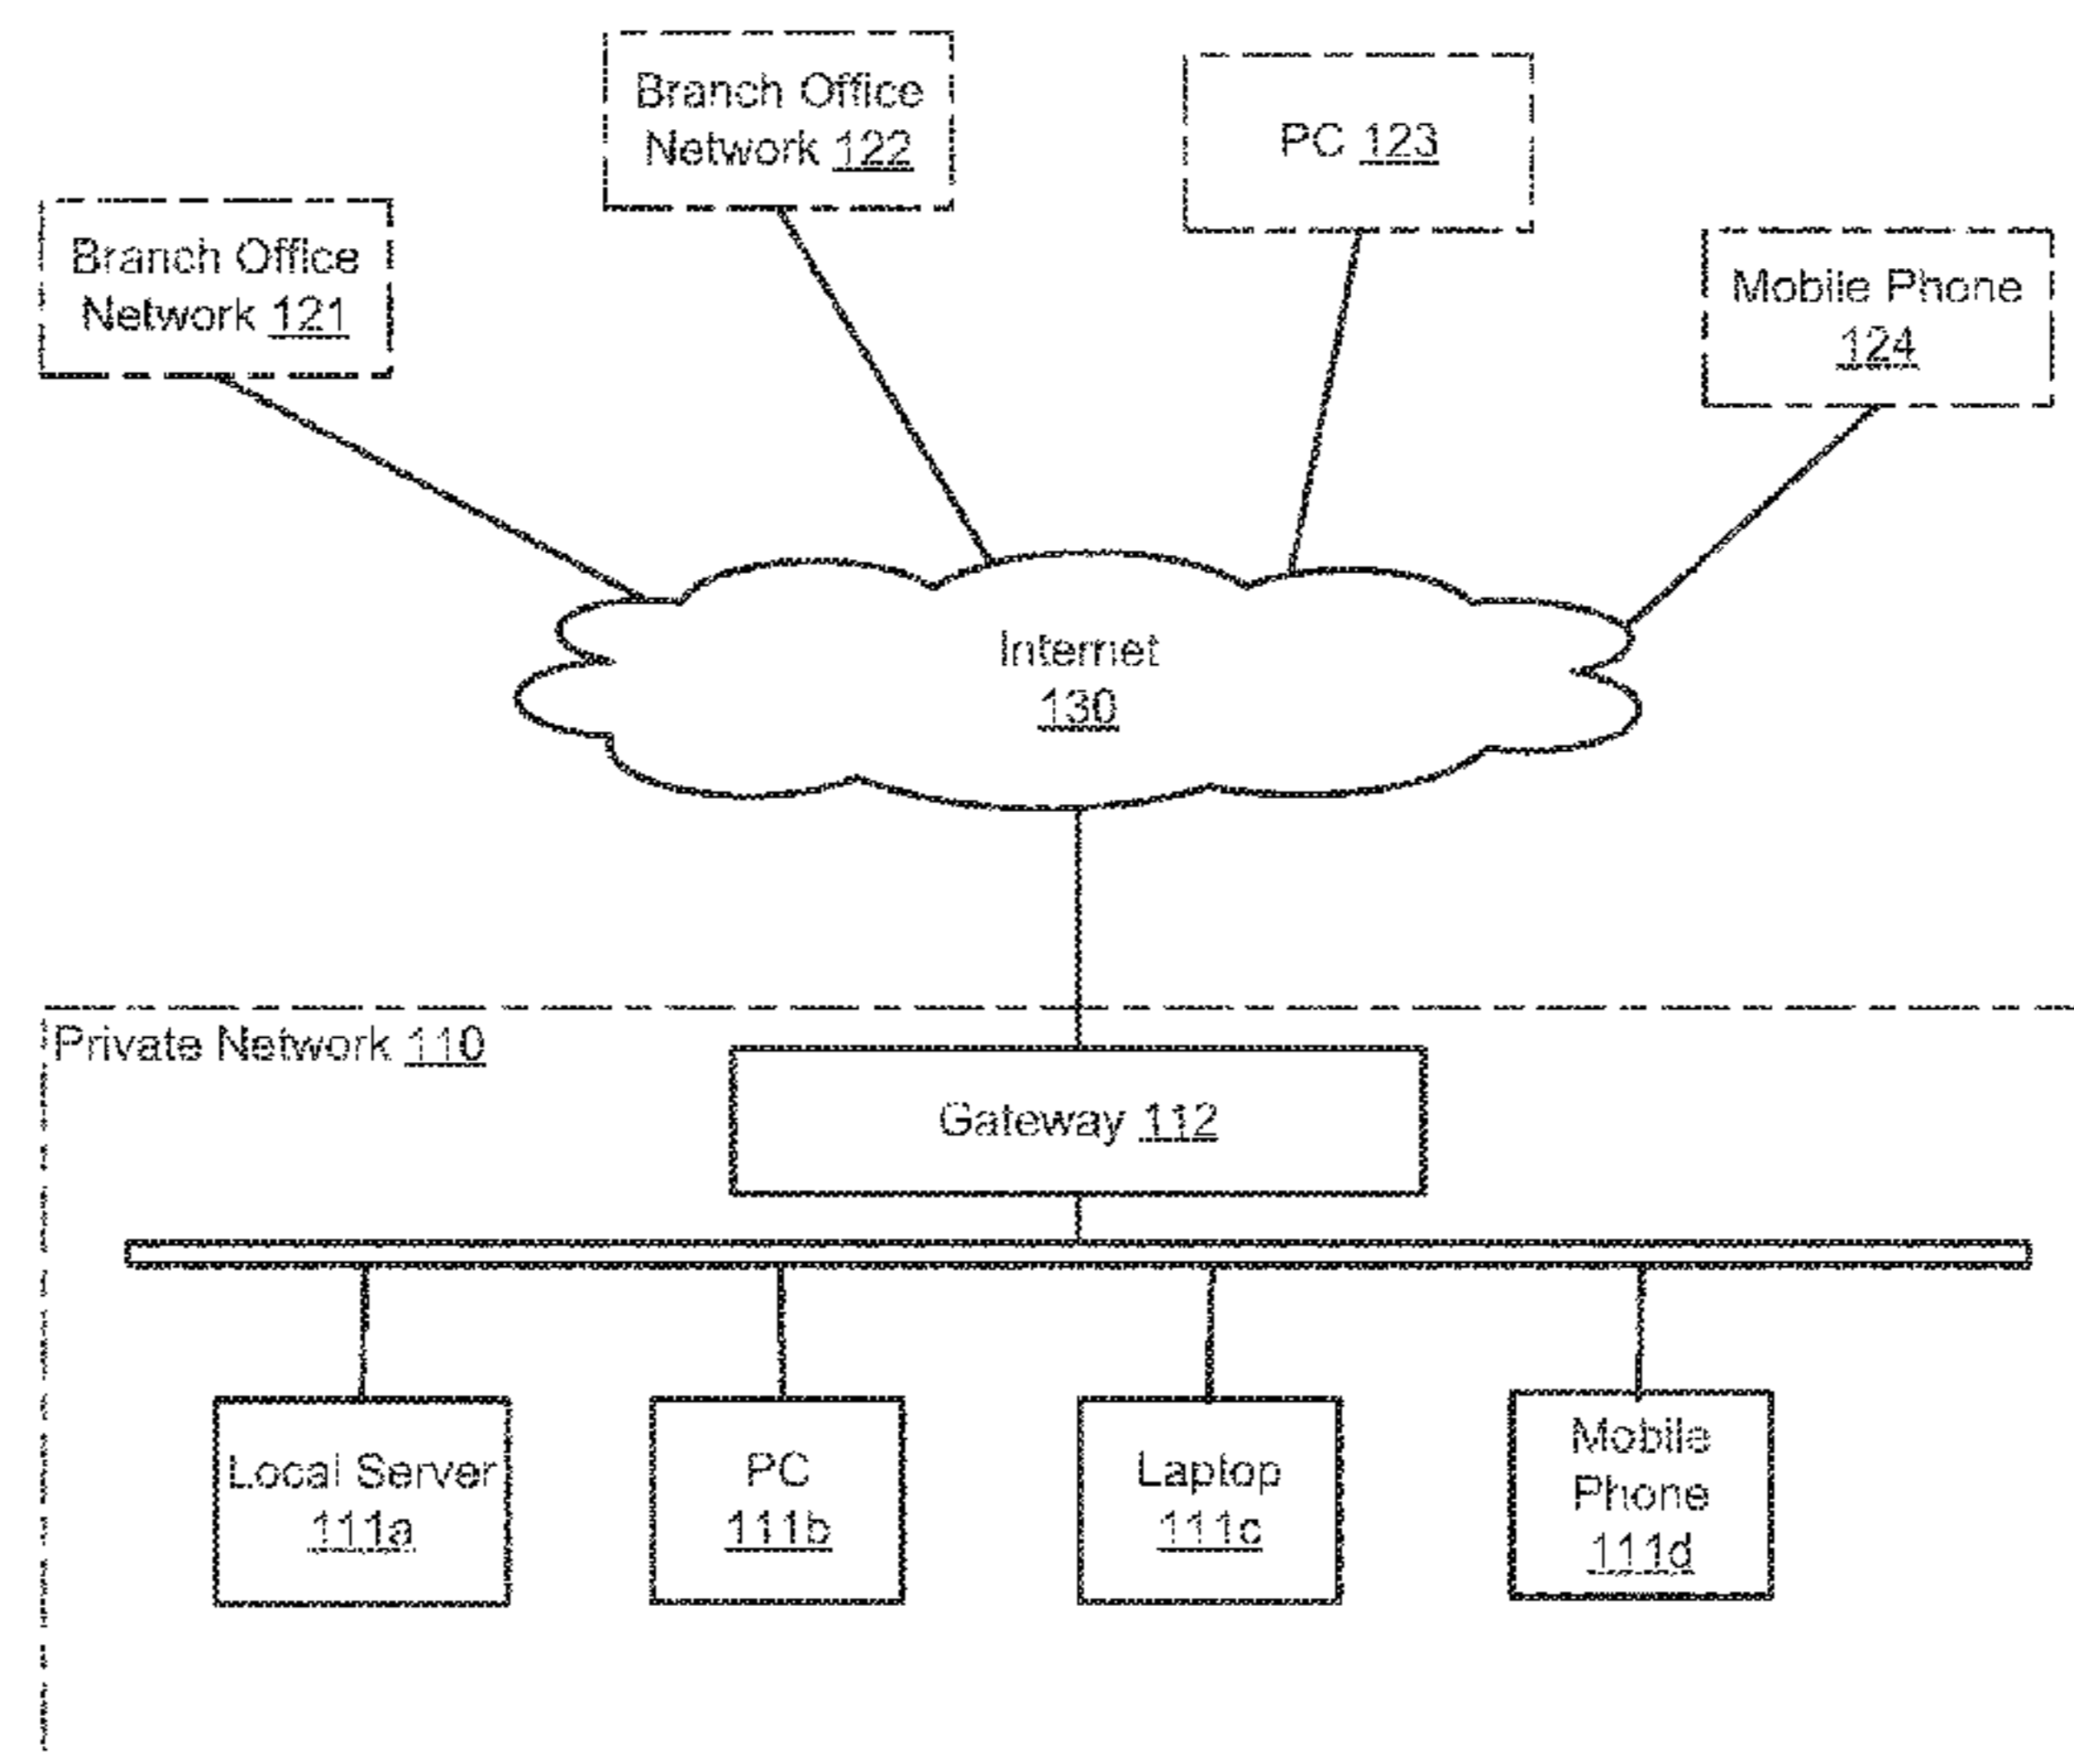 Branch Office
Network 122
PC 123
Branch Office
Network 121
Mobile Phone
124
Internet
130
Private Network 110
Gateway 112
Local Server
111a
PC
111b
Laptop
111c
Mobile
Phone
111d